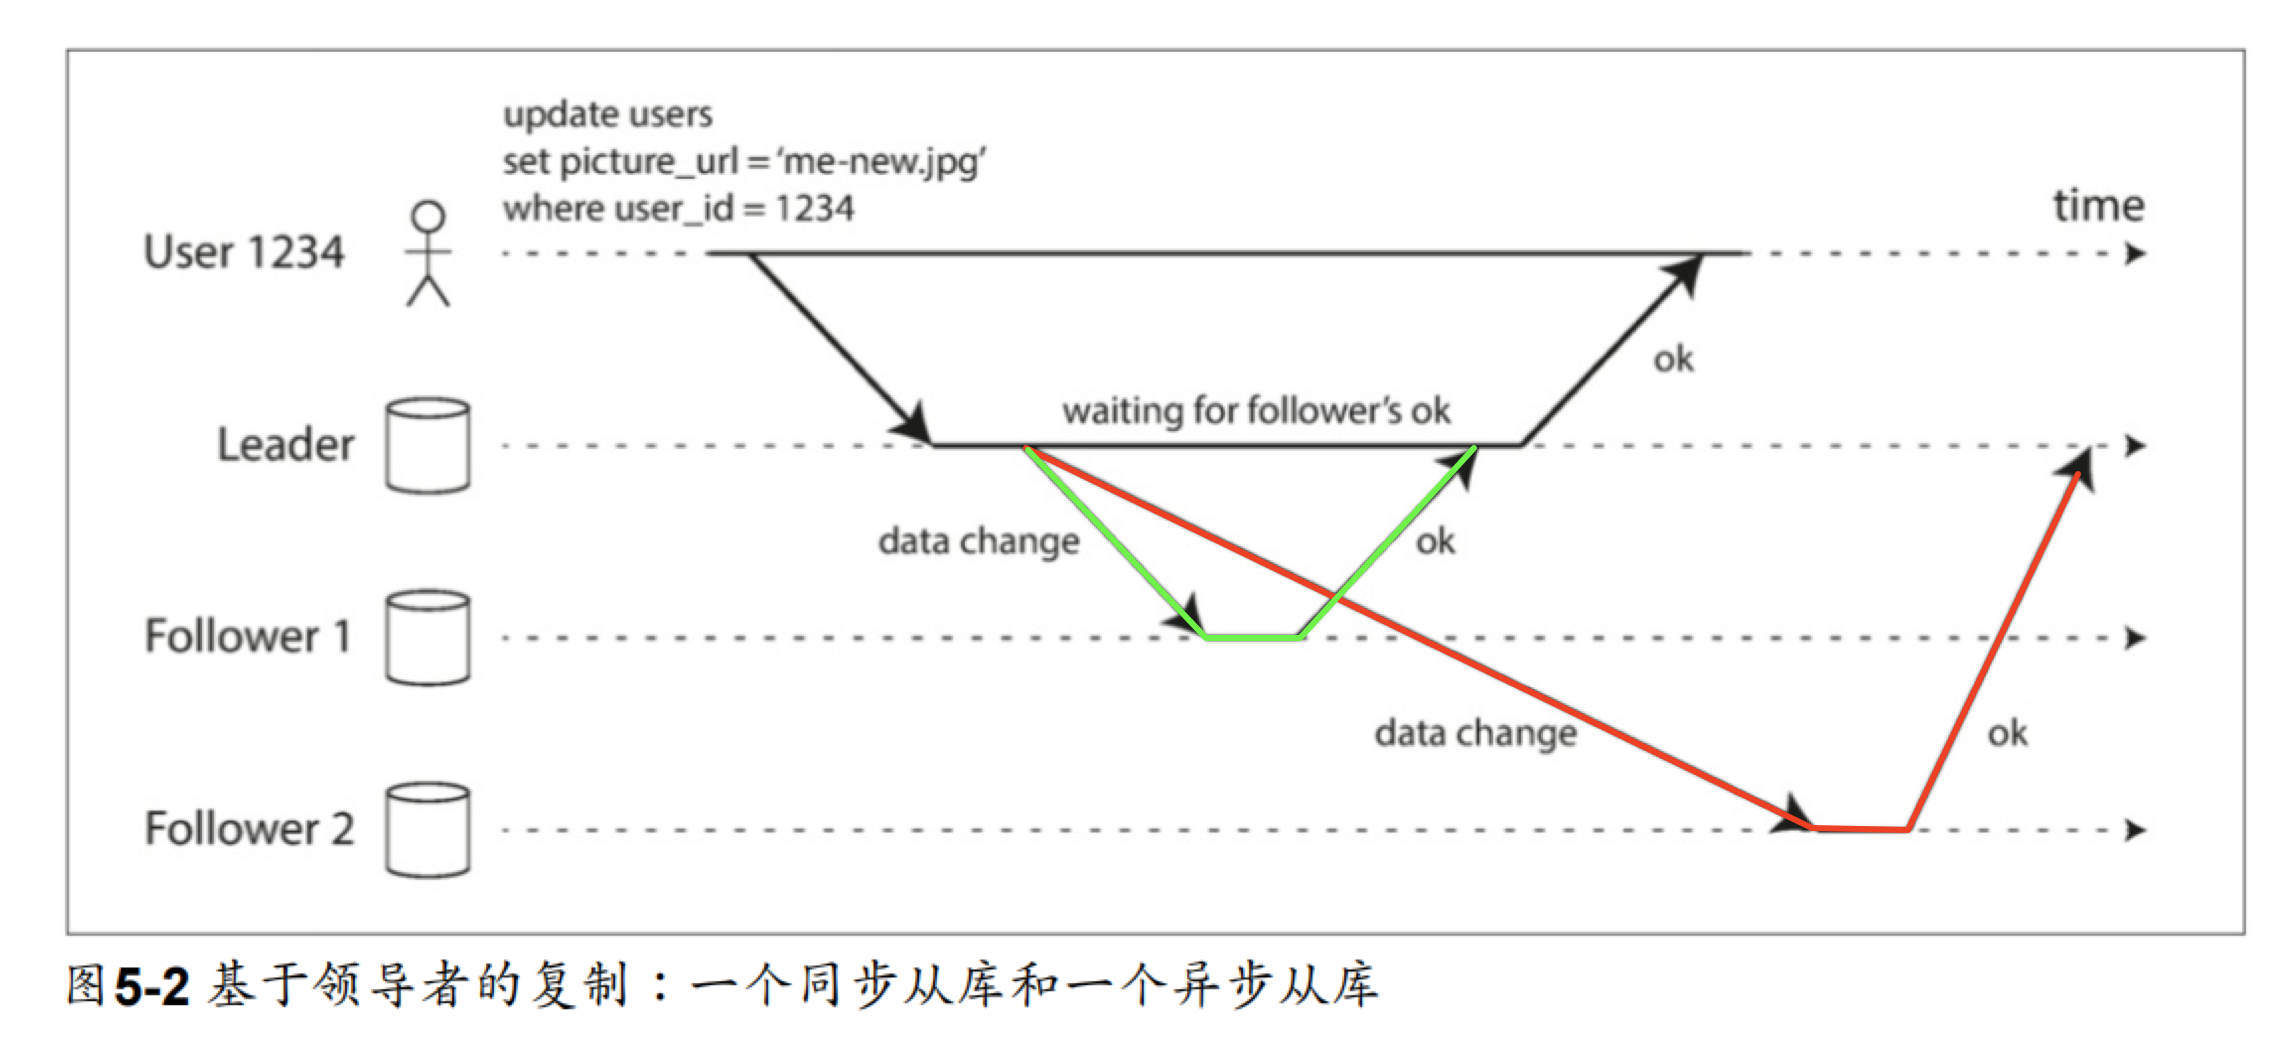 update users
set picture_url = ‘me-new.jpg’
where user_id = 1234
time
User 1234
ok
waiting for follower’s ok
Leader
data change
ok
Follower 1
data change
ok
Follower 2
图5-2 基于领导者的复制：一个同步从库和一个异步从库